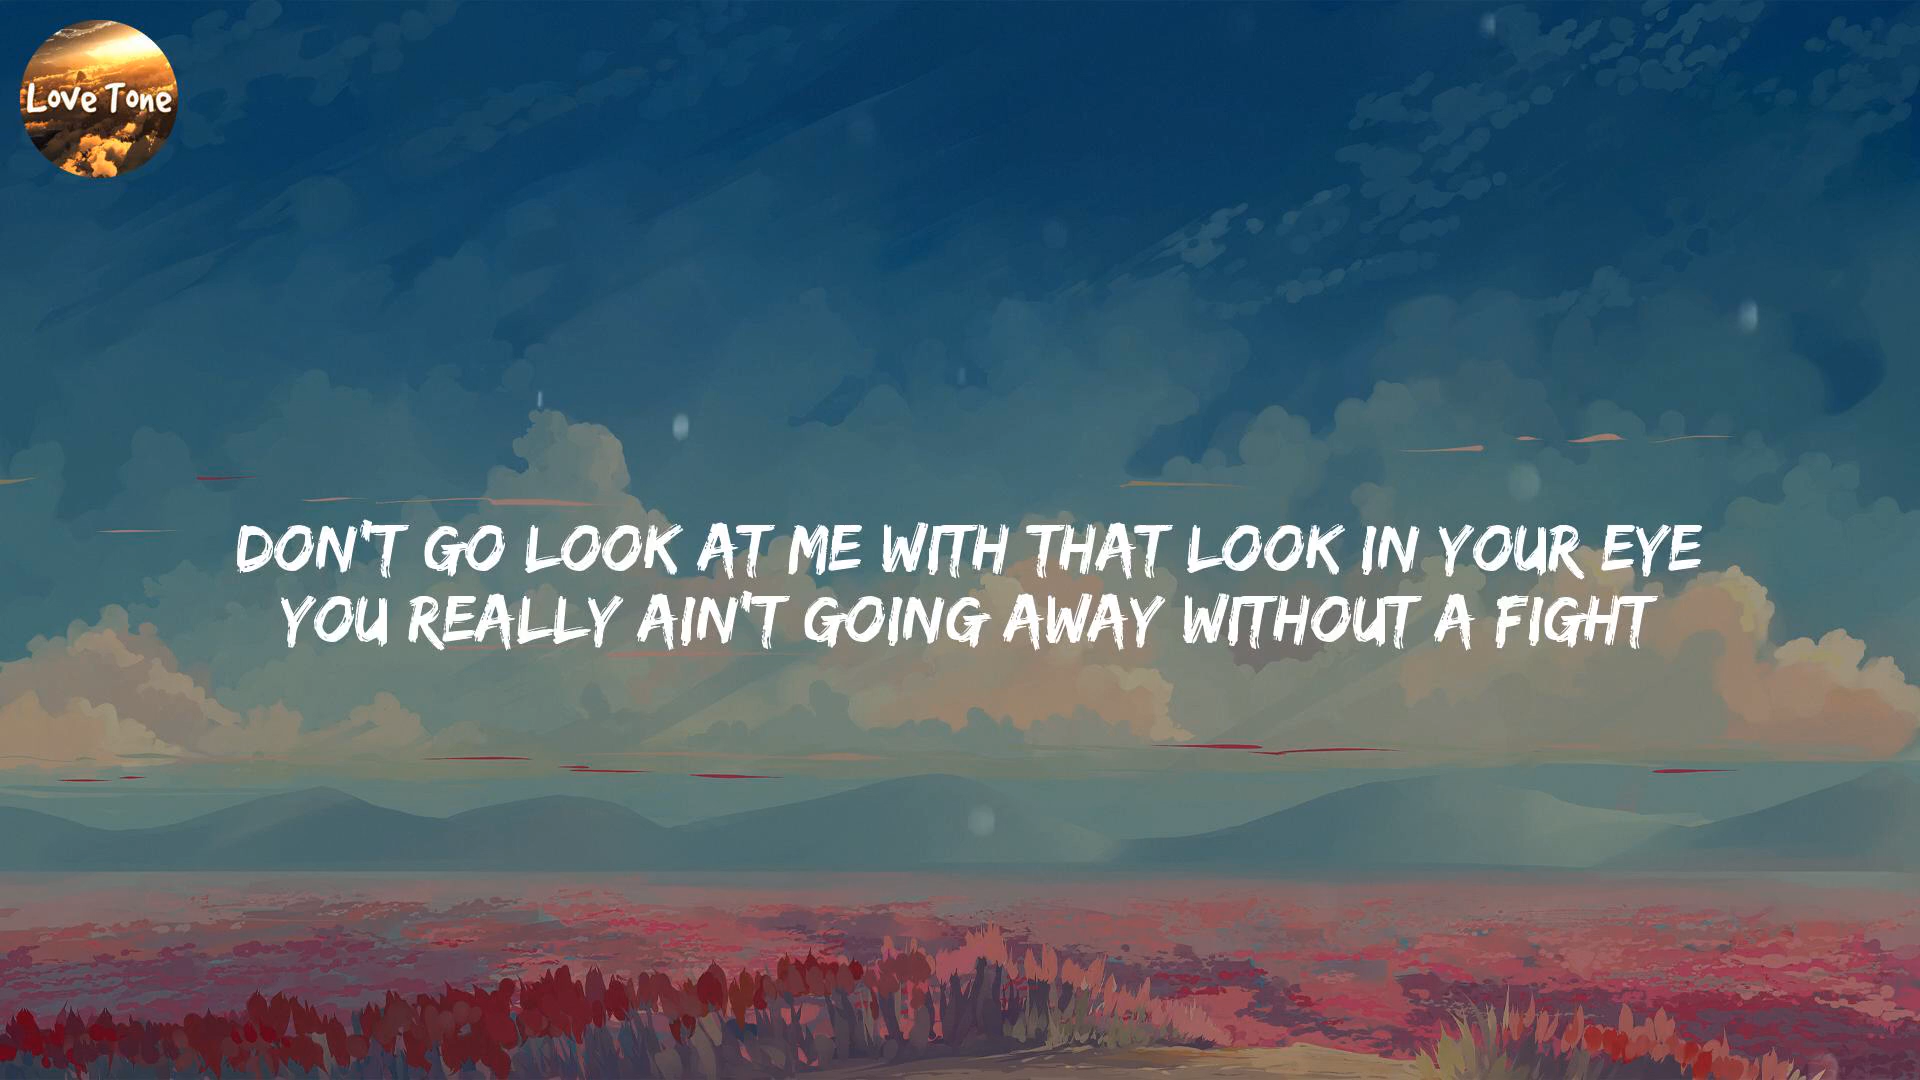 Love Tone
DON'T GO LOOK AT ME WITH THAT LOOK IN YOUR EYE
YOU REALLY AIN'T GOING AWAY WITHOUT A FIGHT